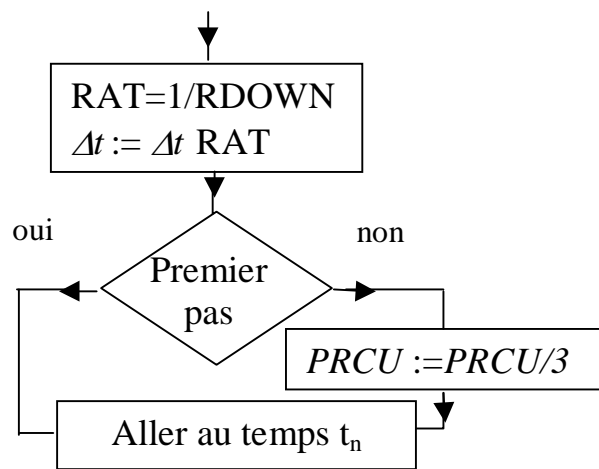 RAT=1/RDOWN
Δt := Δt RAT
oui
non
Premier
pas
PRCU :=PRCU/3
Aller au temps tₙ